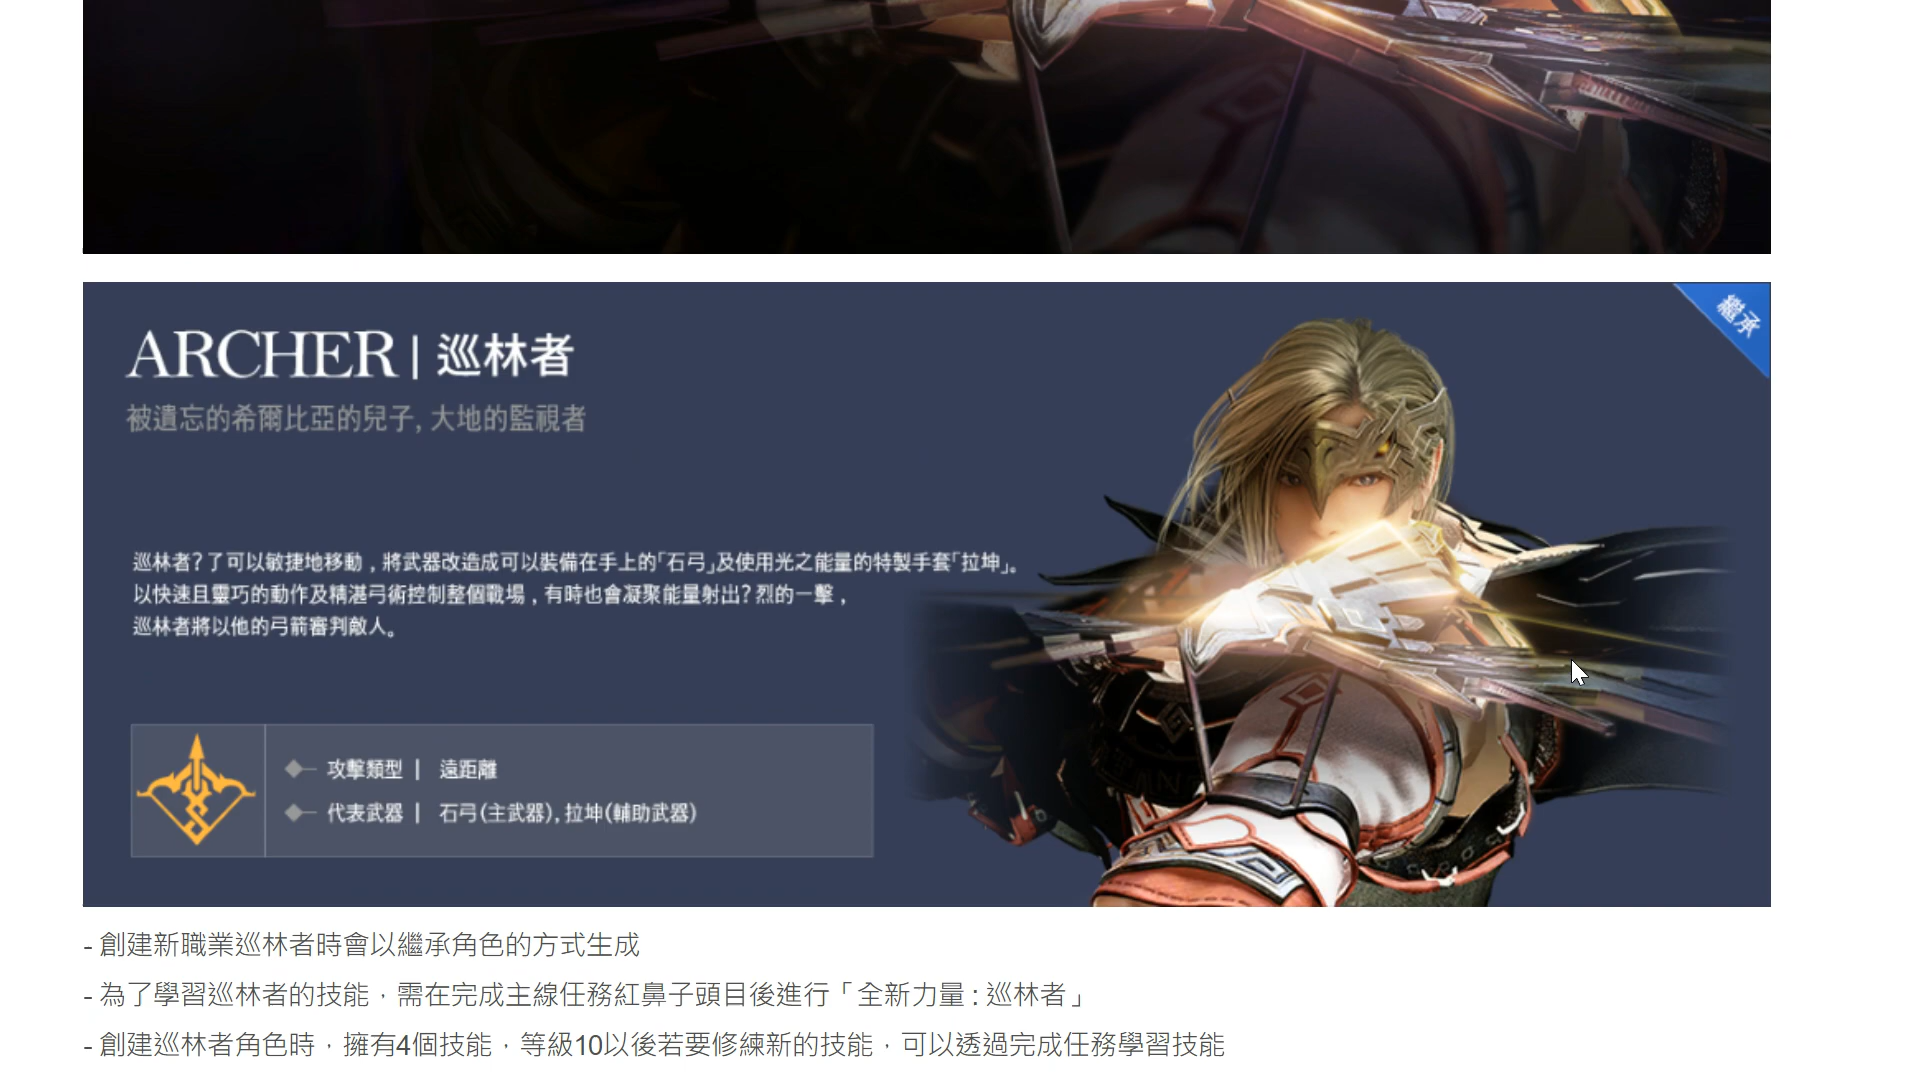 ARCHER | 巡林者
繼承
被遺忘的希爾比亞的兒子, 大地的監視者
巡林者?了可以敏捷地移動,將武器改造成可以裝備在手上的「石弓」及使用光之能量的特製手套「拉坤」。
以快速且靈巧的動作及精湛弓術控制整個戰場,有時也會凝聚能量射出?烈的一擊,
巡林者將以他的弓箭審判敵人。
攻擊類型 | 遠距離
代表武器 | 石弓(主武器),拉坤(輔助武器)
- 創建新職業巡林者時會以繼承角色的方式生成
- 為了學習巡林者的技能,需在完成主線任務紅鼻子頭目後進行「全新力量 : 巡林者」
- 創建巡林者角色時,擁有4個技能,等級10以後若要修練新的技能,可以透過完成任務學習技能